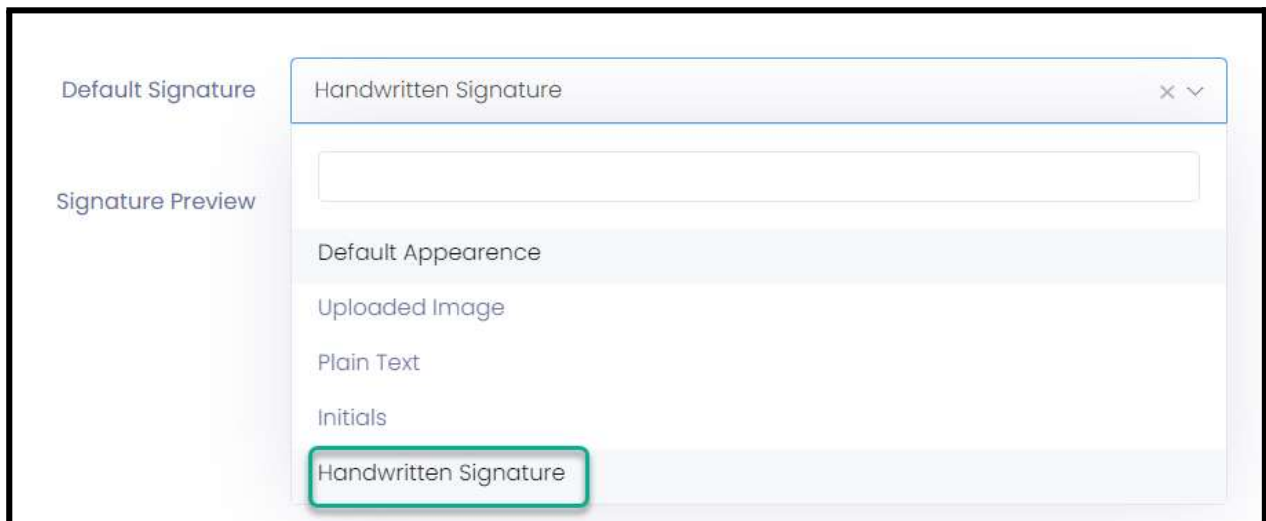 Default Signature
Handwritten Signature
Signature Preview
Default Appearence
Uploaded Image
Plain Text
Initials
Handwritten Signature